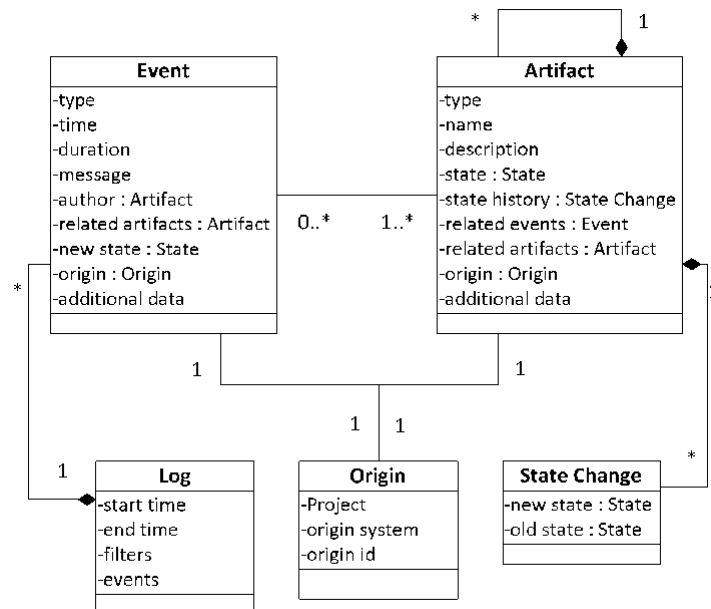 * 1
Event
-type
-time
-duration
-message
-author : Artifact
-related artifacts : Artifact
-new state : State
-origin : Origin
-additional data
Artifact
-type
-name
-description
-state : State
-state history : State Change
-related events : Event
-related artifacts : Artifact
-origin : Origin
-additional data
0..* 1..*
*
1 1
1 1
1
*
Log
-start time
-end time
-filters
-events
Origin
-Project
-origin system
-origin id
State Change
-new state : State
-old state : State